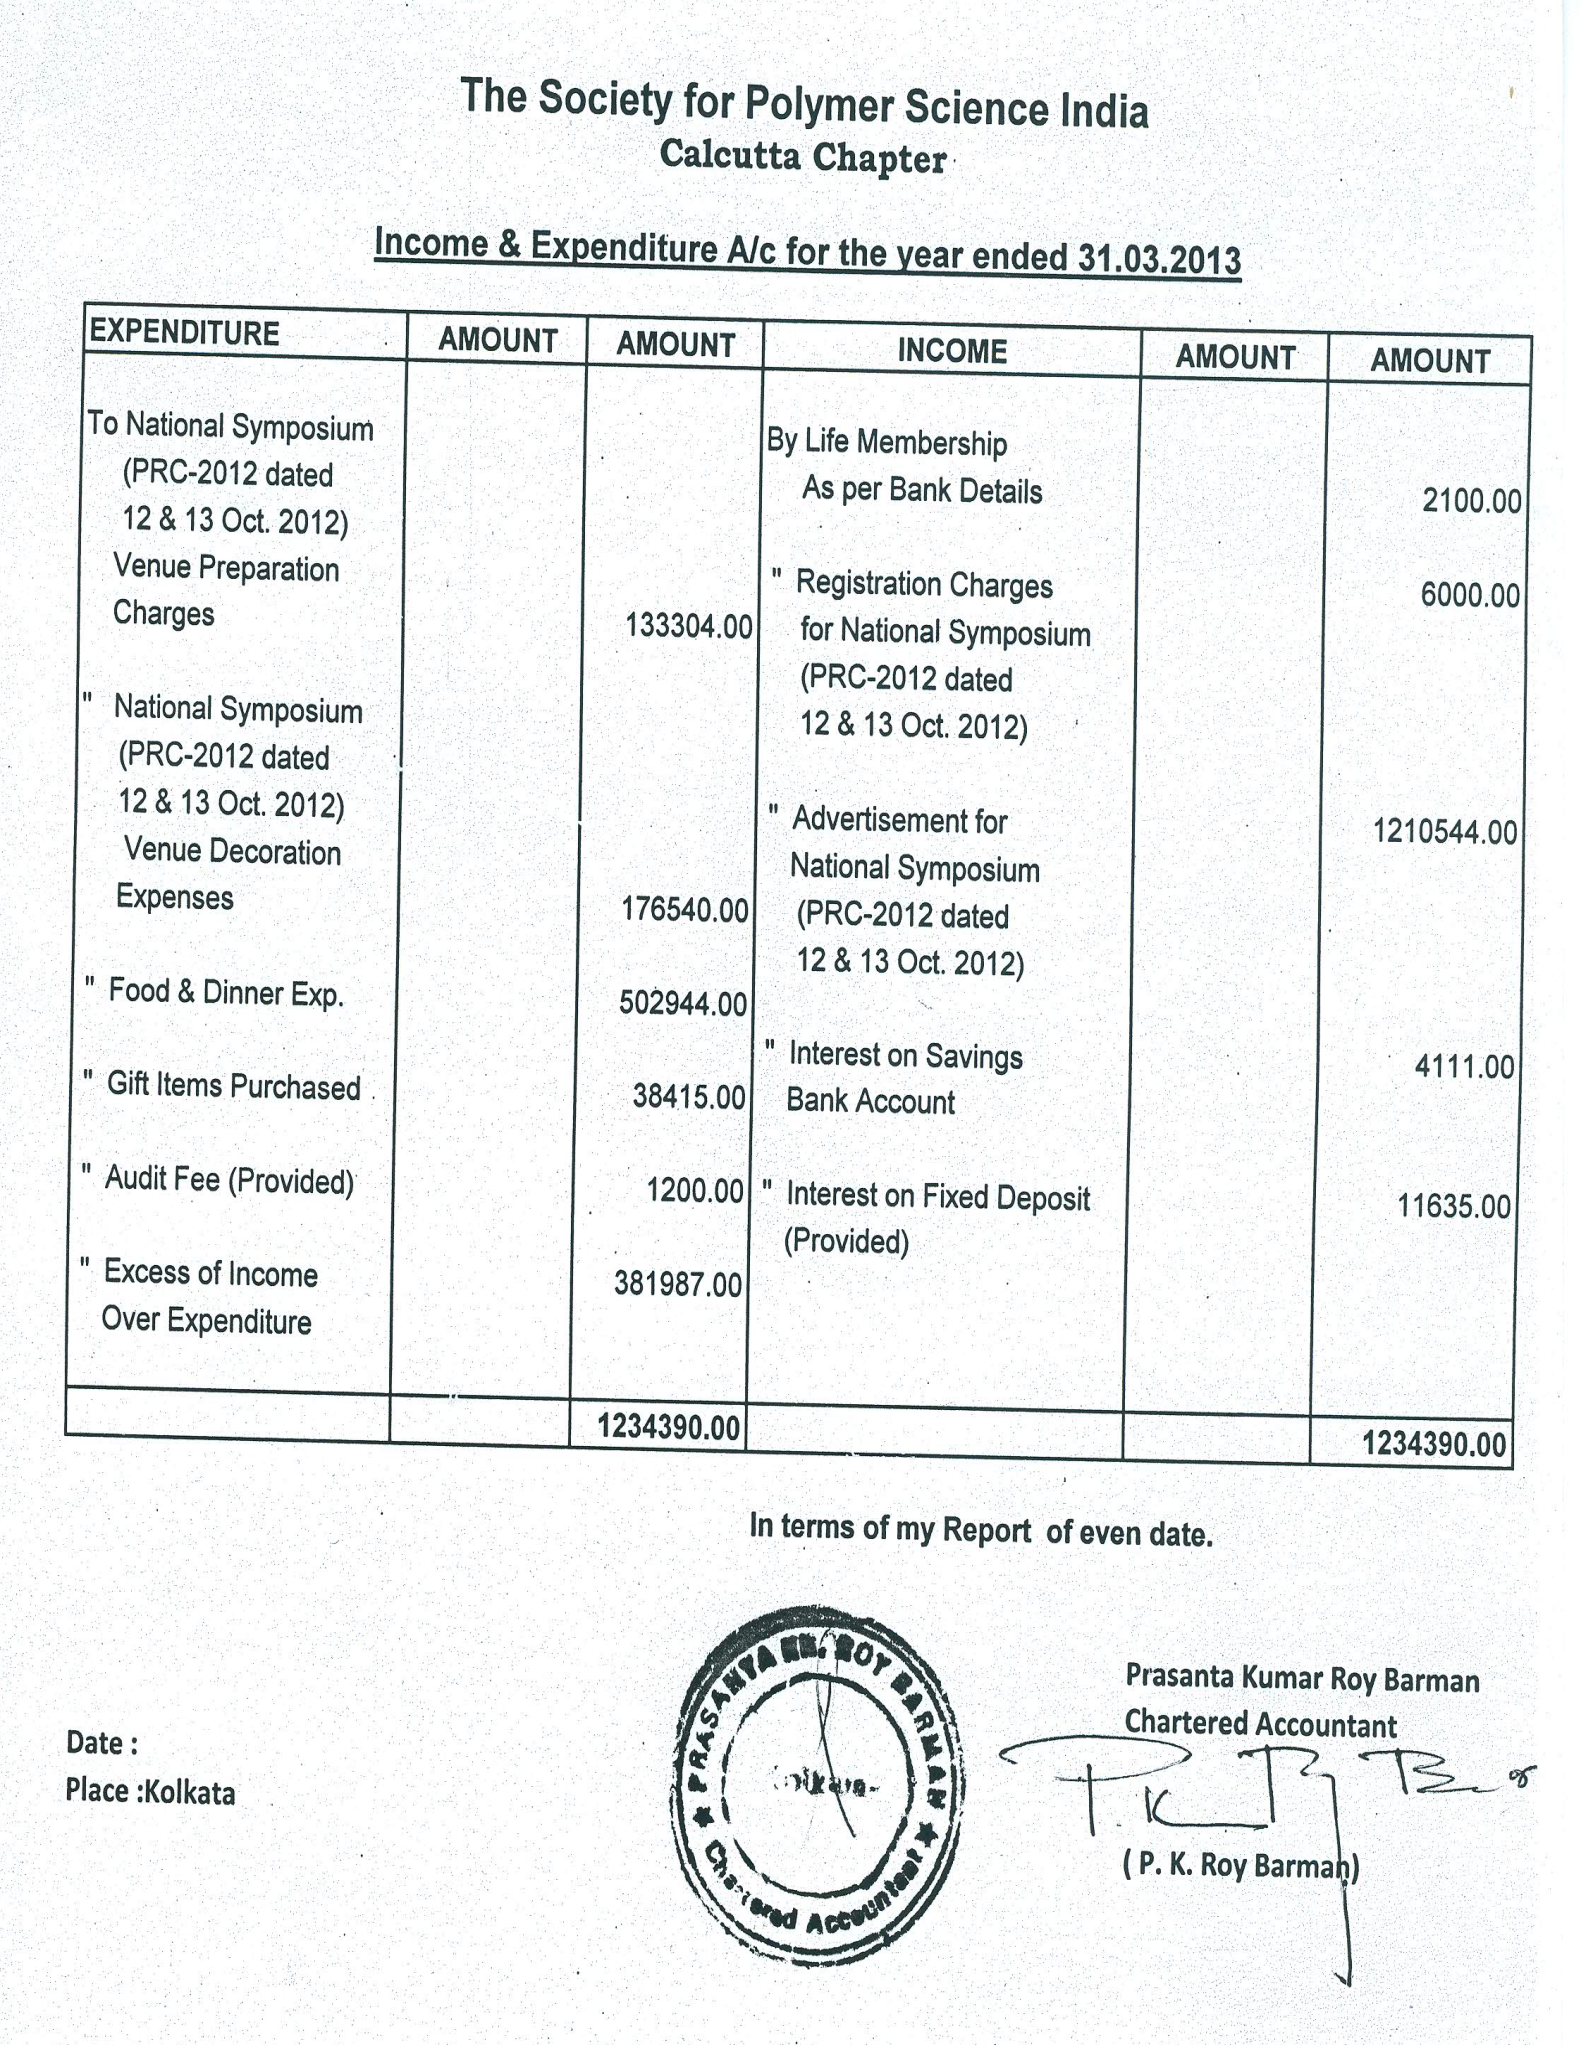 The Society for Polymer Science India
Calcutta Chapter
Income & Expenditure A/c for the year ended 31.03.2013
EXPENDITURE AMOUNT AMOUNT INCOME AMOUNT AMOUNT
To National Symposium
(PRC-2012 dated
12 & 13 Oct. 2012)
Venue Preparation
Charges 133304.00
" National Symposium
(PRC-2012 dated
12 & 13 Oct. 2012)
Venue Decoration
Expenses 176540.00
" Food & Dinner Exp. 502944.00
" Gift Items Purchased 38415.00
" Audit Fee (Provided) 1200.00
" Excess of Income 381987.00
Over Expenditure
1234390.00
By Life Membership
As per Bank Details 2100.00
" Registration Charges 6000.00
for National Symposium
(PRC-2012 dated
12 & 13 Oct. 2012)
" Advertisement for 1210544.00
National Symposium
(PRC-2012 dated
12 & 13 Oct. 2012)
" Interest on Savings 4111.00
Bank Account
" Interest on Fixed Deposit 11635.00
(Provided)
1234390.00
In terms of my Report of even date.
Date :
Place :Kolkata
PRASANTA KR. ROY BARMAN
Kolkata
Chartered Accountant
Prasanta Kumar Roy Barman
Chartered Accountant
( P. K. Roy Barman)